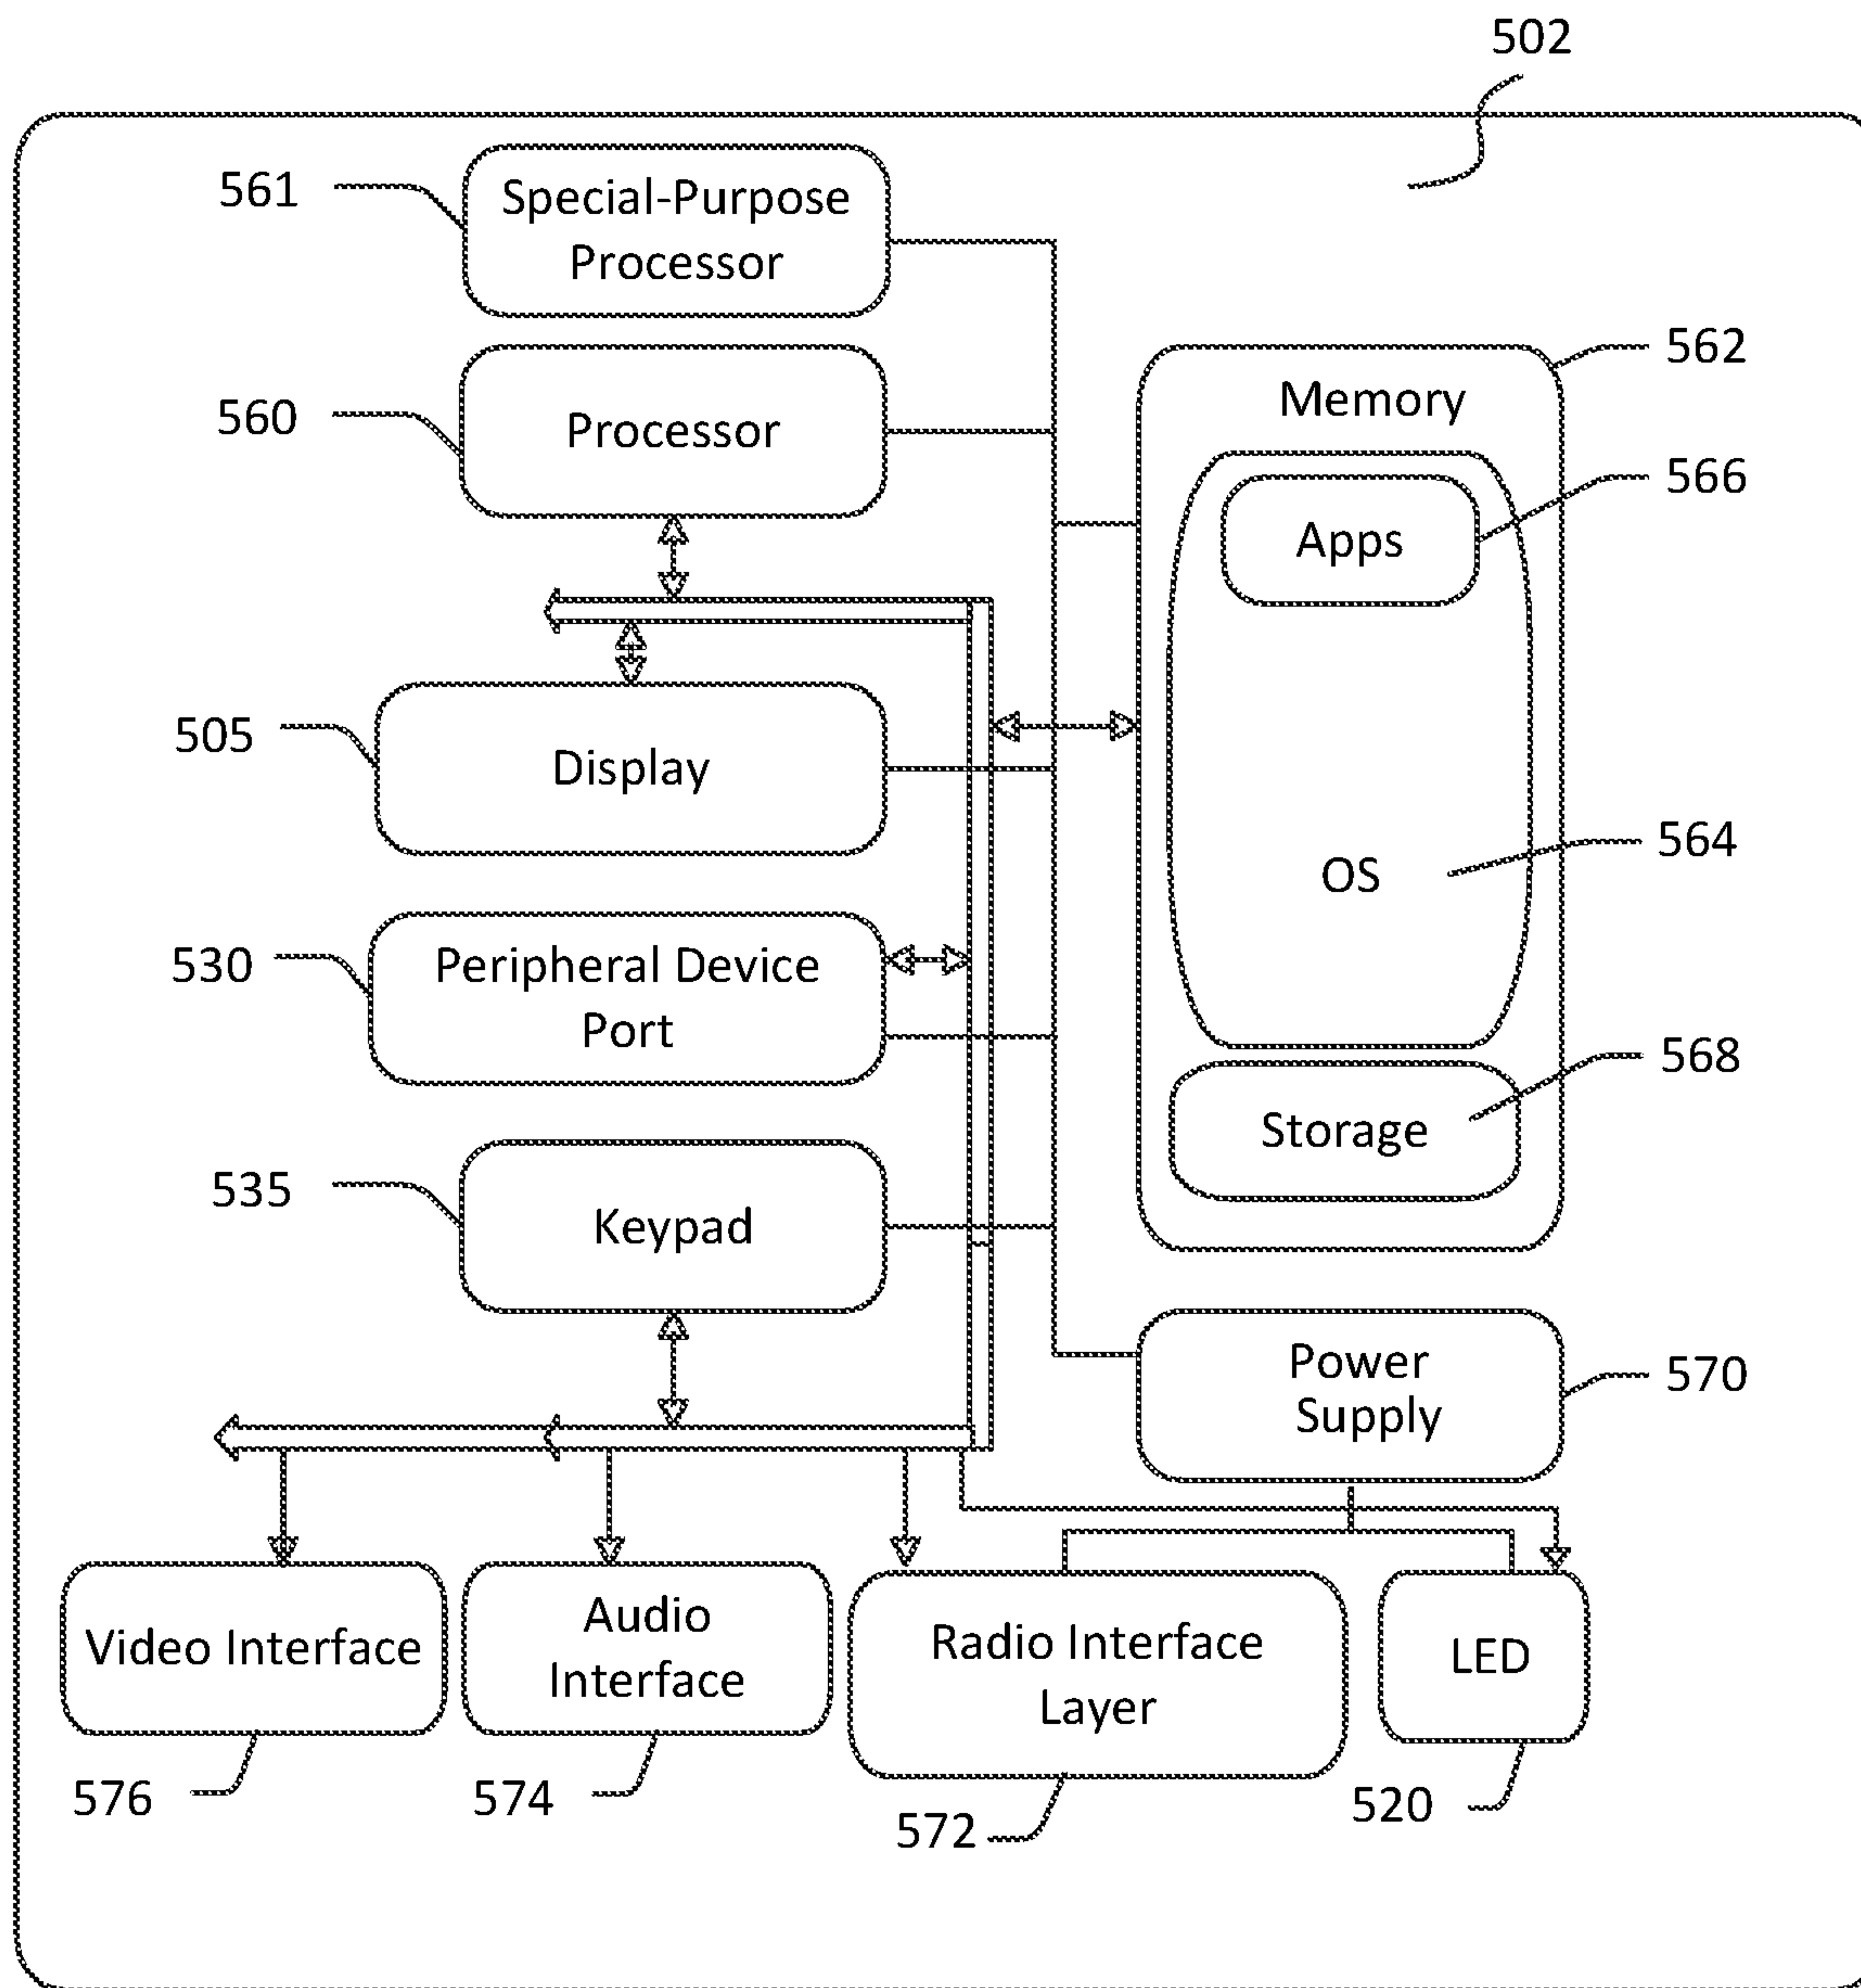 502
561
Special-Purpose
Processor
562
Memory
560
Processor
566
Apps
505
Display
564
OS
530
Peripheral Device
Port
568
Storage
535
Keypad
570
Power
Supply
Video Interface
Audio
Interface
Radio Interface
Layer
LED
576
574
572
520